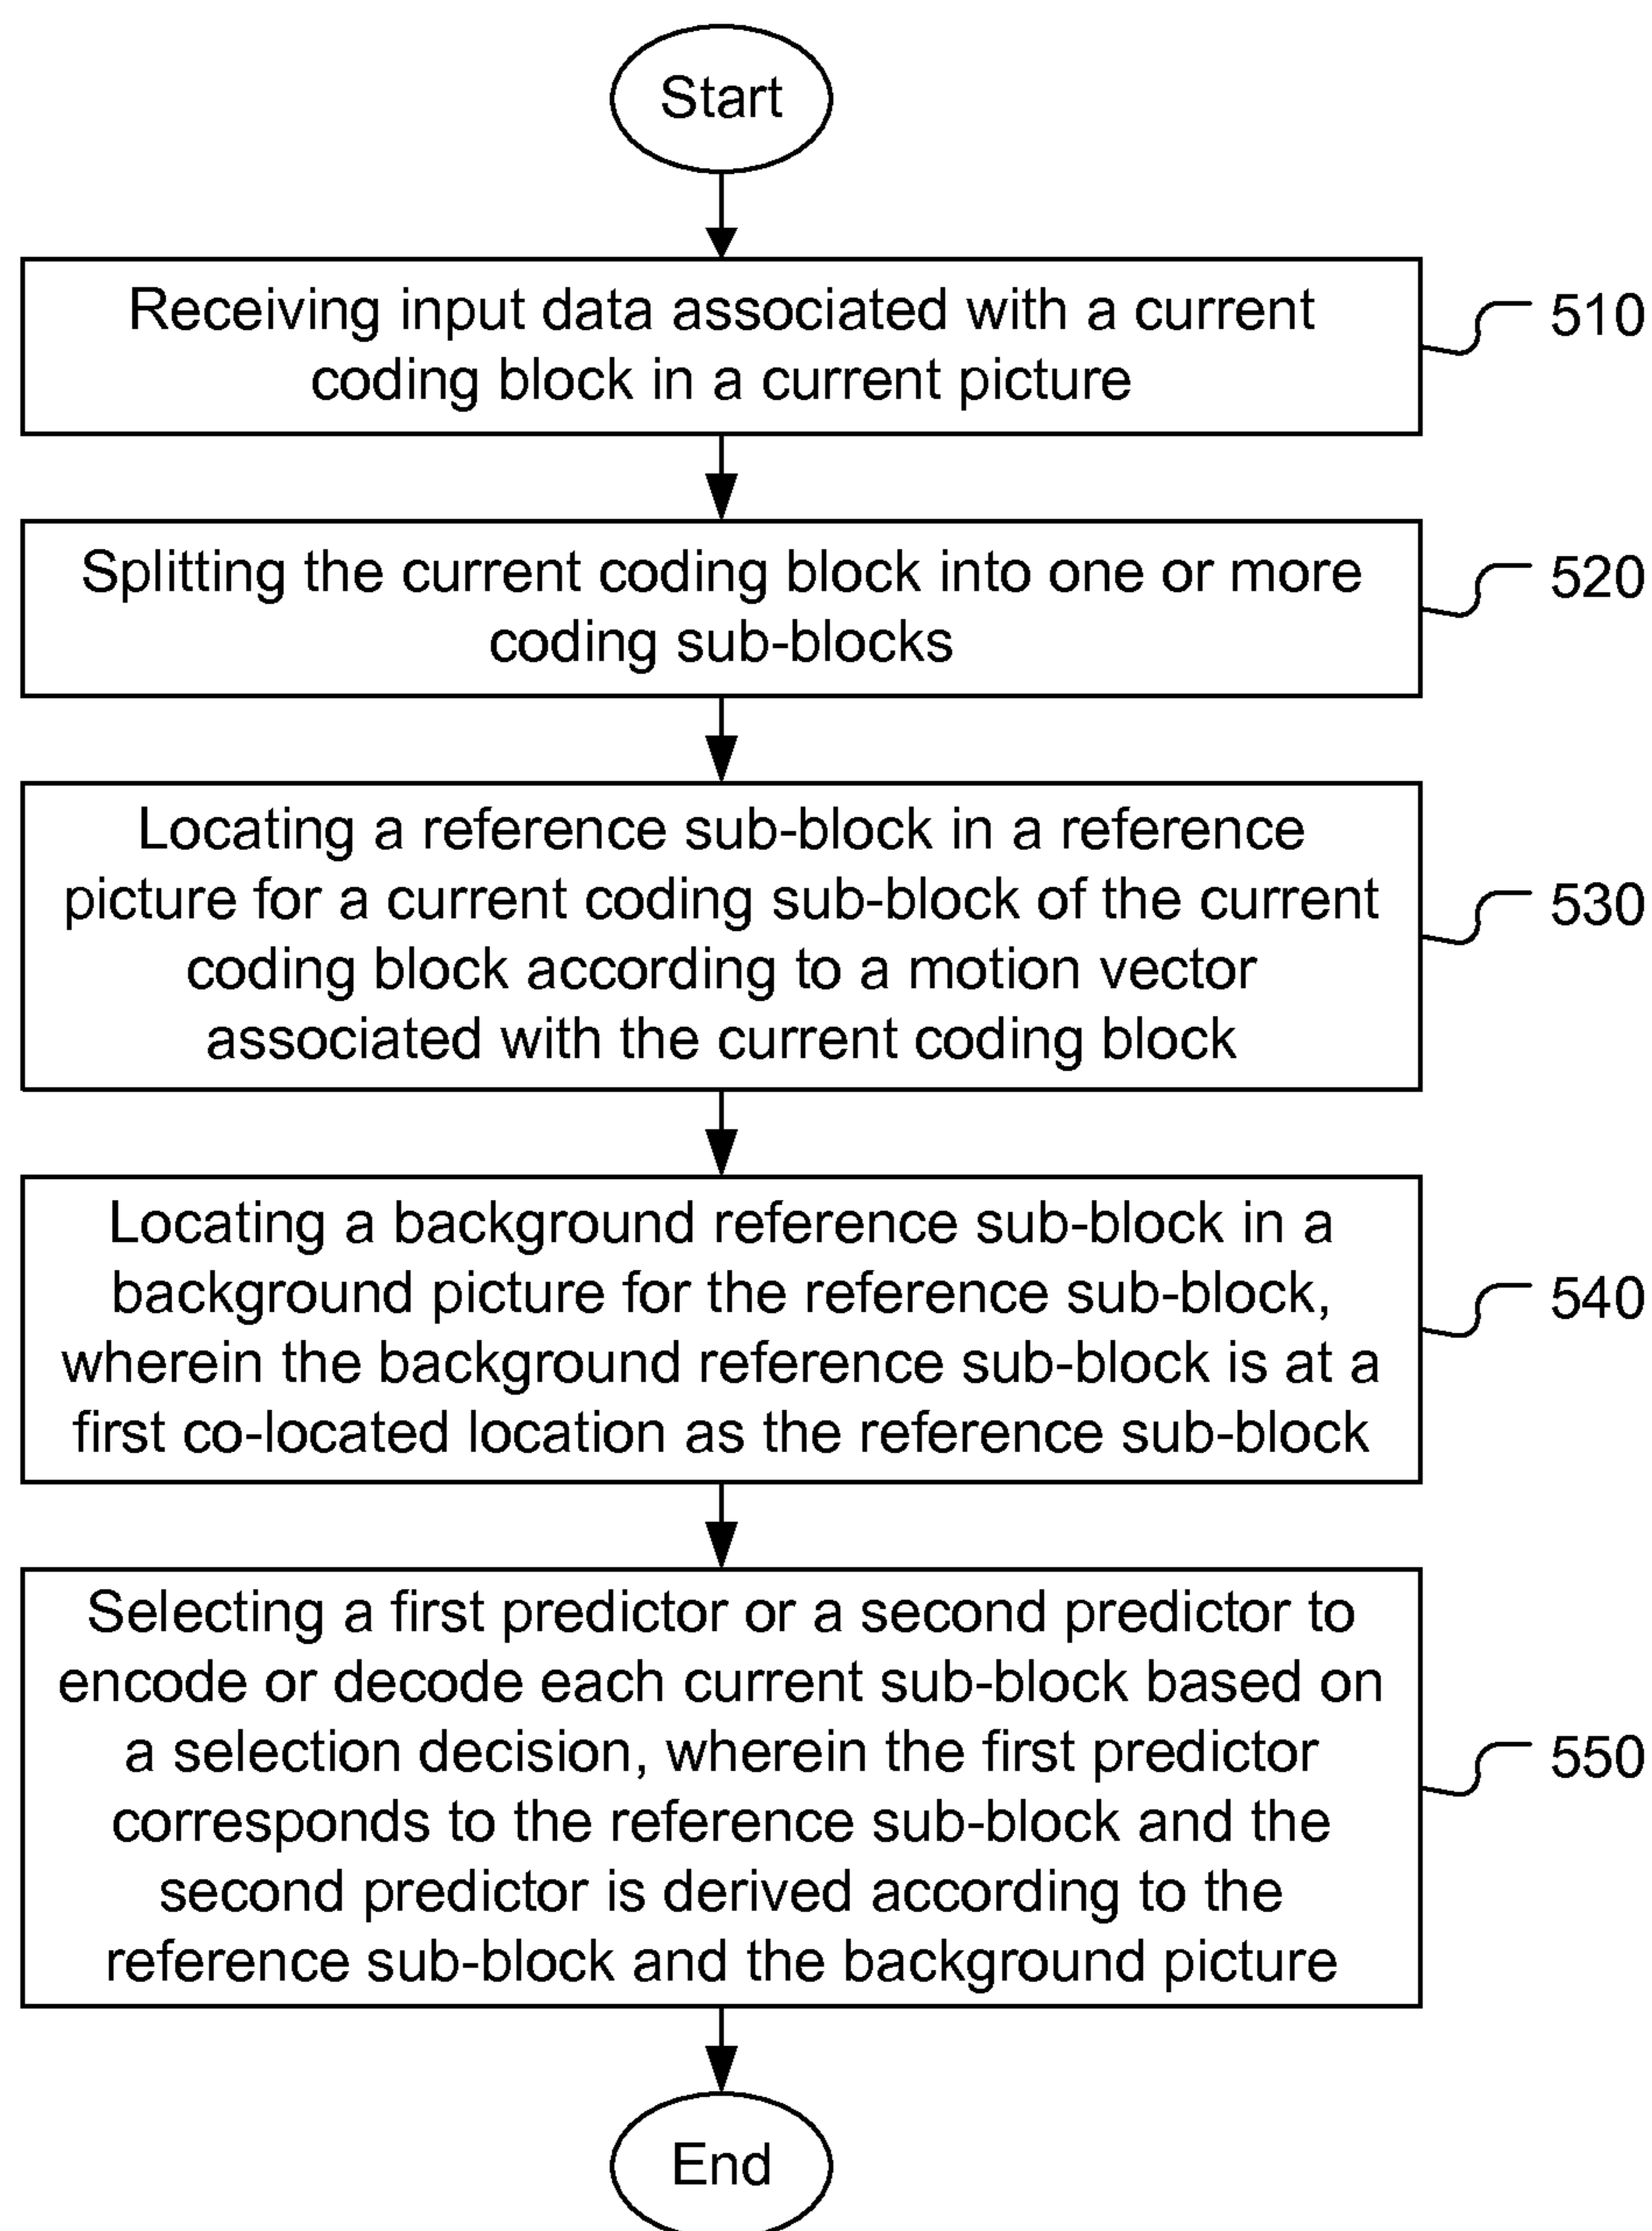 Start
Receiving input data associated with a current
coding block in a current picture
510
Splitting the current coding block into one or more
coding sub-blocks
520
Locating a reference sub-block in a reference
picture for a current coding sub-block of the current
coding block according to a motion vector
associated with the current coding block
530
Locating a background reference sub-block in a
background picture for the reference sub-block,
wherein the background reference sub-block is at a
first co-located location as the reference sub-block
540
Selecting a first predictor or a second predictor to
encode or decode each current sub-block based on
a selection decision, wherein the first predictor
corresponds to the reference sub-block and the
second predictor is derived according to the
reference sub-block and the background picture
550
End